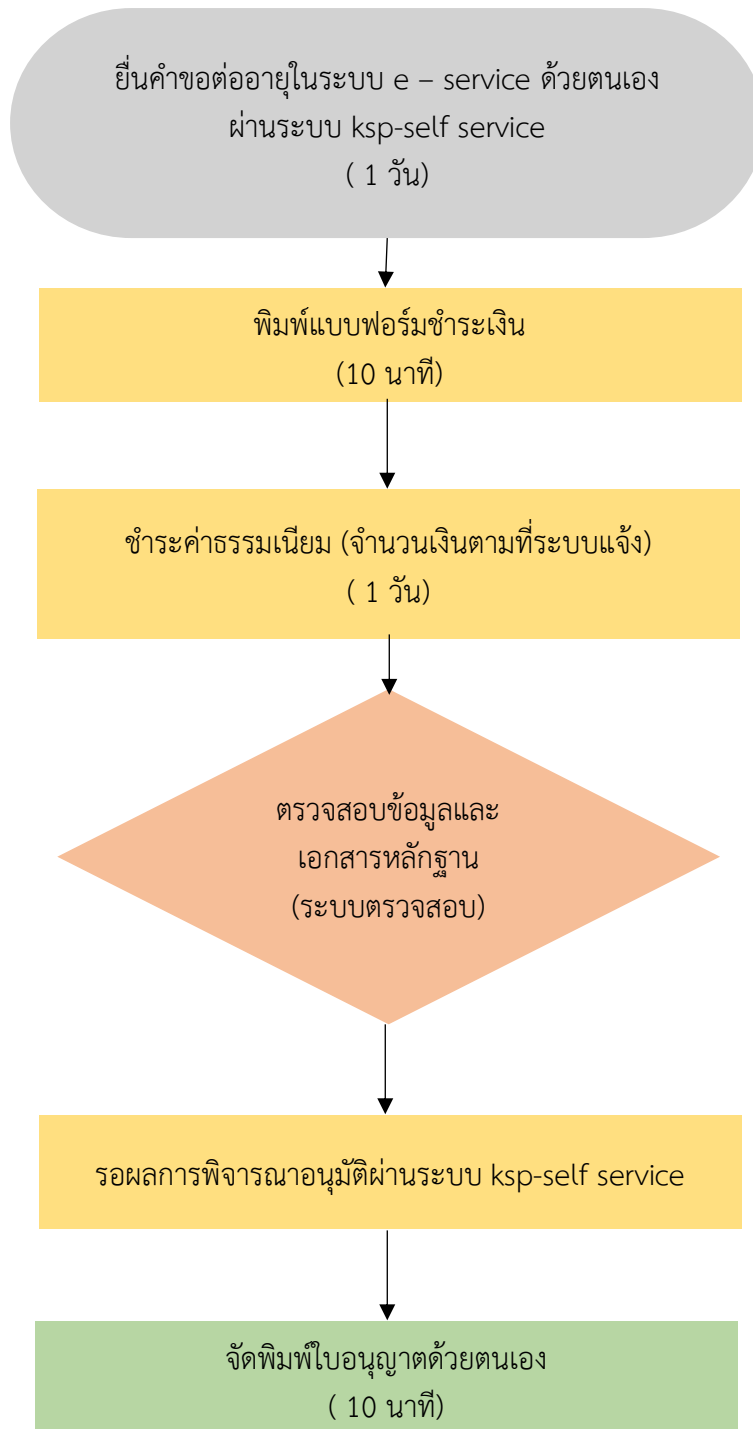 ยื่นคำขอต่ออายุในระบบ e – service ด้วยตนเอง
ผ่านระบบ ksp-self service
( 1 วัน)
พิมพ์แบบฟอร์มชำระเงิน
(10 นาที)
ชำระค่าธรรมเนียม (จำนวนเงินตามที่ระบบแจ้ง)
( 1 วัน)
ตรวจสอบข้อมูลและ
เอกสารหลักฐาน
(ระบบตรวจสอบ)
รอผลการพิจารณาอนุมัติผ่านระบบ ksp-self service
จัดพิมพ์ใบอนุญาตด้วยตนเอง
( 10 นาที)